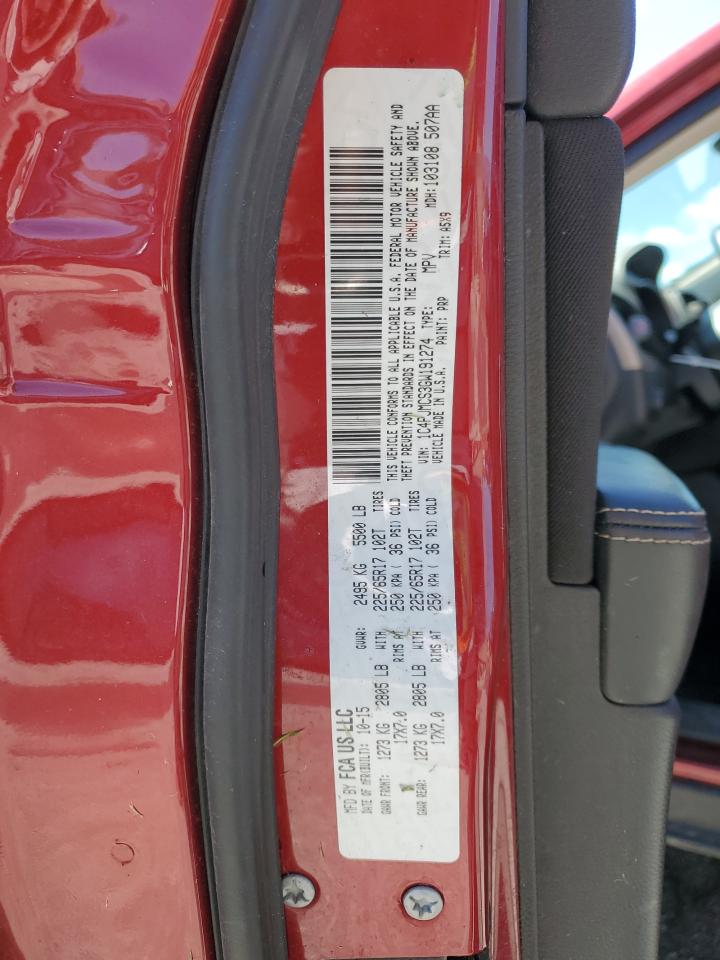 MFD BY FCA US LLC
DATE OF MFR(BUILT): 10-15 GVWR: 2495 KG 5500 LB
GAWR FRONT: 1273 KG 2805 LB WITH 225/65R17 102T TIRES
17X7.0 RIMS AT 250 KPA ( 36 PSI) COLD
GAWR REAR: 1273 KG 2805 LB WITH 225/65R17 102T TIRES
17X7.0 RIMS AT 250 KPA ( 36 PSI) COLD
THIS VEHICLE CONFORMS TO ALL APPLICABLE U.S.A. FEDERAL MOTOR VEHICLE SAFETY AND
THEFT PREVENTION STANDARDS IN EFFECT ON THE DATE OF MANUFACTURE SHOWN ABOVE.
VIN: 1C4PJMCS3GW191274 TYPE: MPV MDH: 103108 507AA
VEHICLE MADE IN U.S.A. PAINT: PRP TRIM: A5X9